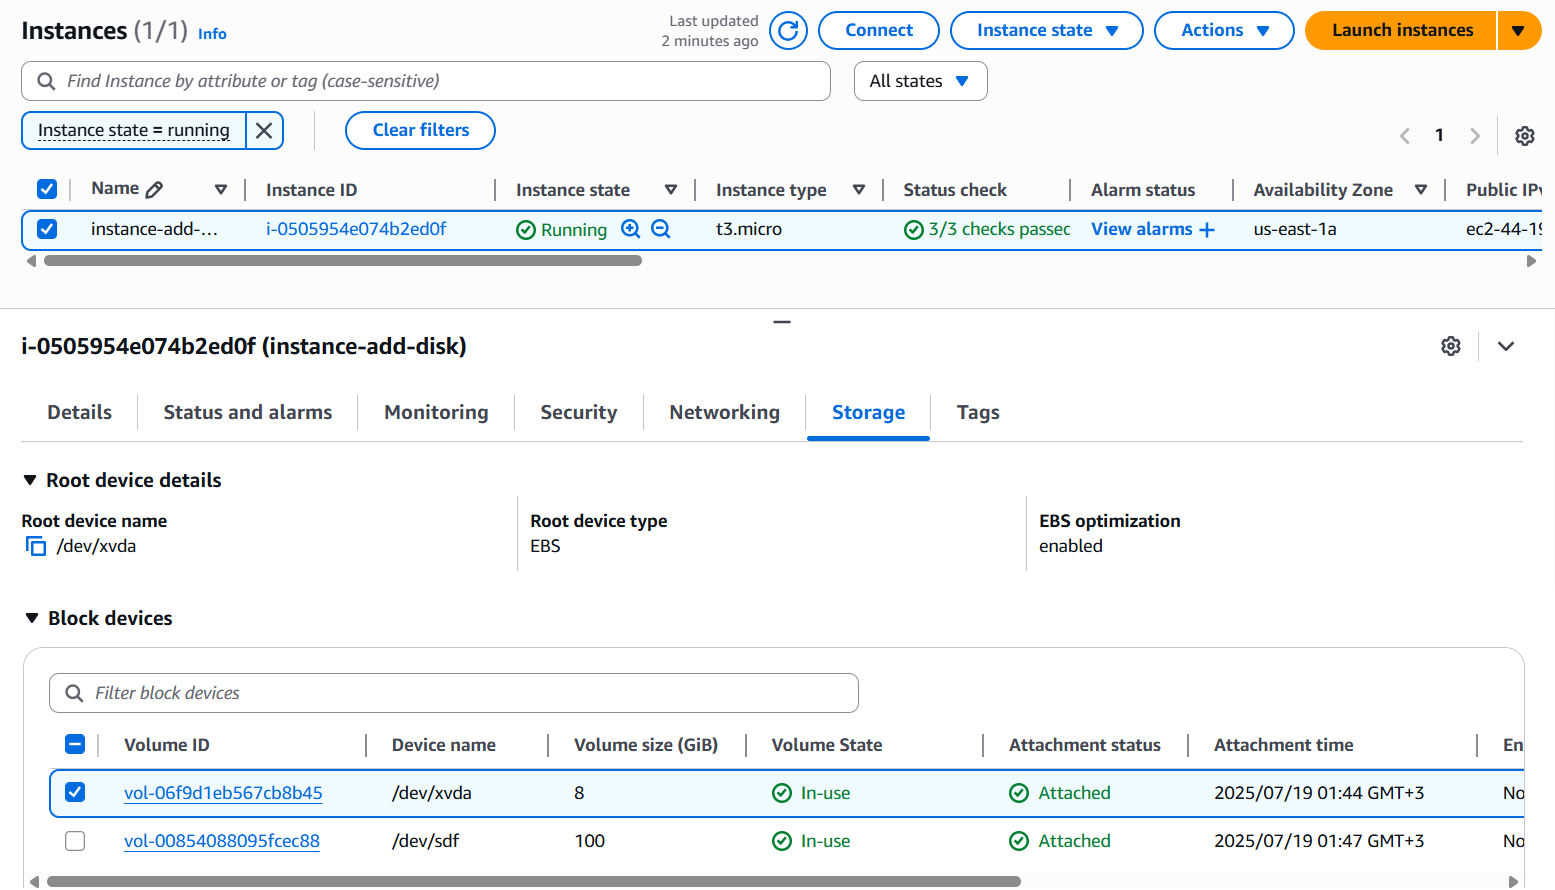 Instances (1/1) Info
Last updated
2 minutes ago
Connect
Instance state
Actions
Launch instances
Find Instance by attribute or tag (case-sensitive)
All states
Instance state = running
Clear filters
1
Name Instance ID Instance state Instance type Status check Alarm status Availability Zone Public IPv
instance-add-... i-0505954e074b2ed0f Running t3.micro 3/3 checks passed View alarms + us-east-1a ec2-44-19
i-0505954e074b2ed0f (instance-add-disk)
Details Status and alarms Monitoring Security Networking Storage Tags
Root device details
Root device name Root device type EBS optimization
/dev/xvda EBS enabled
Block devices
Filter block devices
Volume ID Device name Volume size (GiB) Volume State Attachment status Attachment time En
vol-06f9d1eb567cb8b45 /dev/xvda 8 In-use Attached 2025/07/19 01:44 GMT+3 No
vol-00854088095fcec88 /dev/sdf 100 In-use Attached 2025/07/19 01:47 GMT+3 No